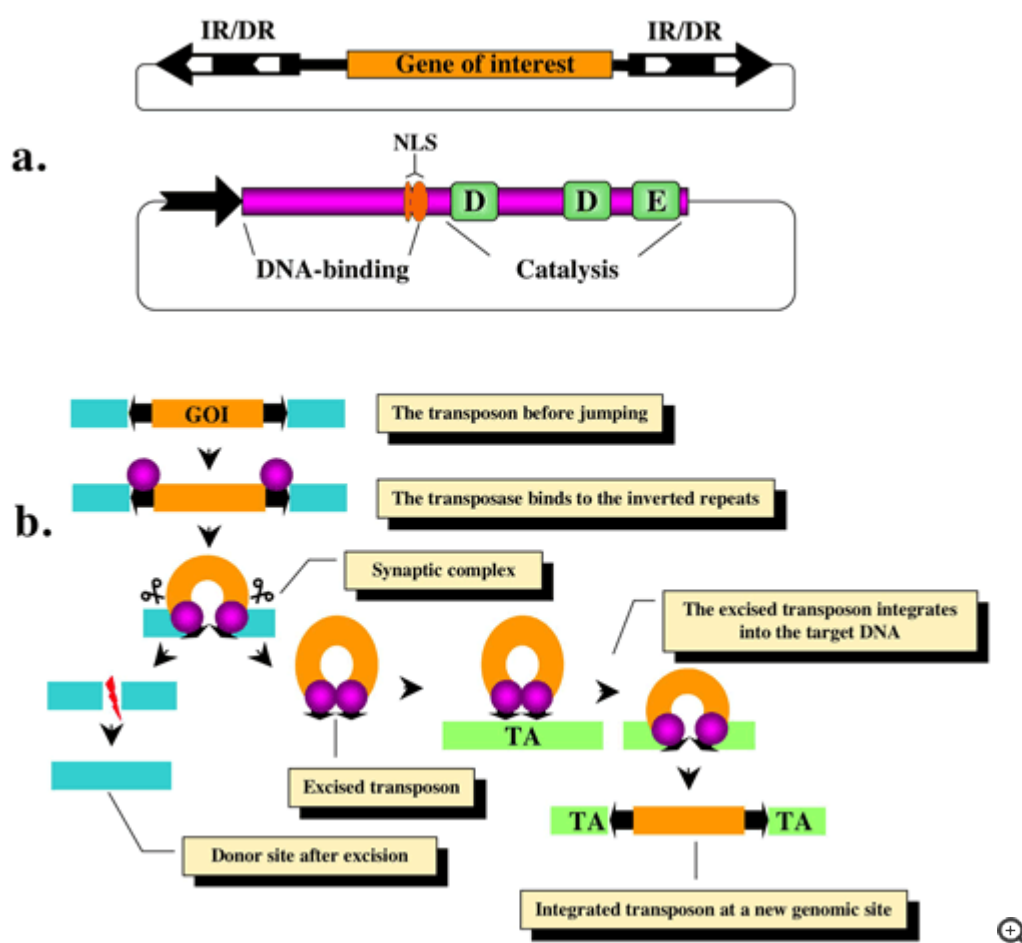 IR/DR
IR/DR
Gene of interest
a.
NLS
D
D
E
DNA-binding
Catalysis
GOI
The transposon before jumping
The transposase binds to the inverted repeats
b.
Synaptic complex
The excised transposon integrates
into the target DNA
TA
Excised transposon
TA
TA
Donor site after excision
Integrated transposon at a new genomic site